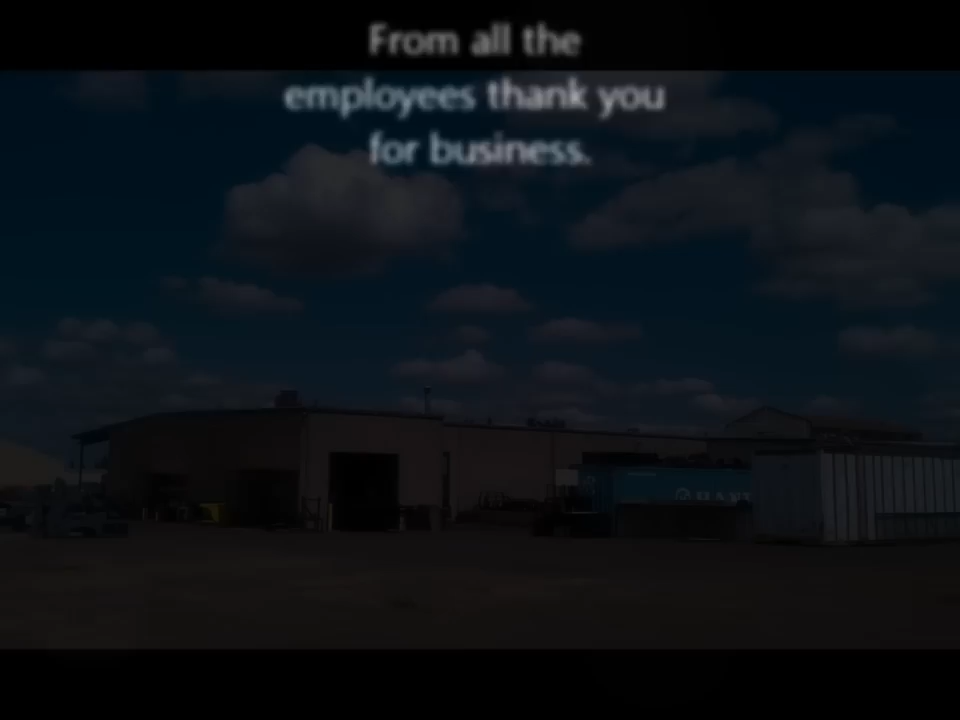 From all the
employees thank you
for business.